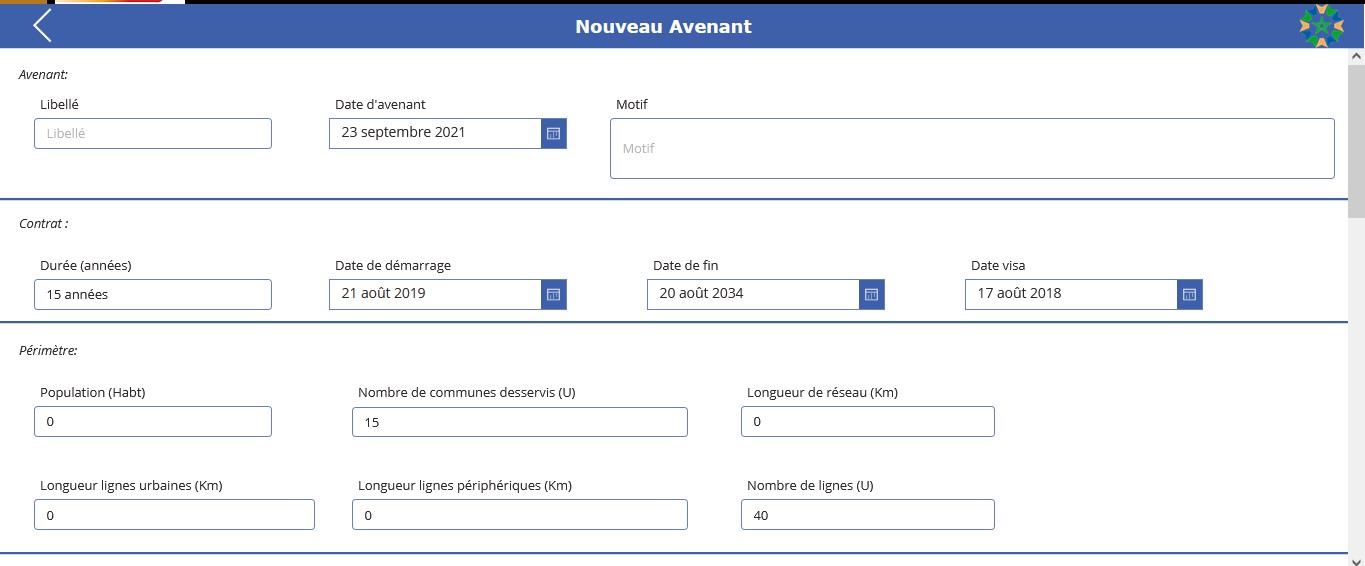 Nouveau Avenant
Avenant:
Libellé
Date d'avenant
Motif
Libellé
23 septembre 2021
Motif
Contrat :
Durée (années)
Date de démarrage
Date de fin
Date visa
15 années
21 août 2019
20 août 2034
17 août 2018
Périmètre:
Population (Habt)
Nombre de communes desservis (U)
Longueur de réseau (Km)
0
15
0
Longueur lignes urbaines (Km)
Longueur lignes périphériques (Km)
Nombre de lignes (U)
0
0
40